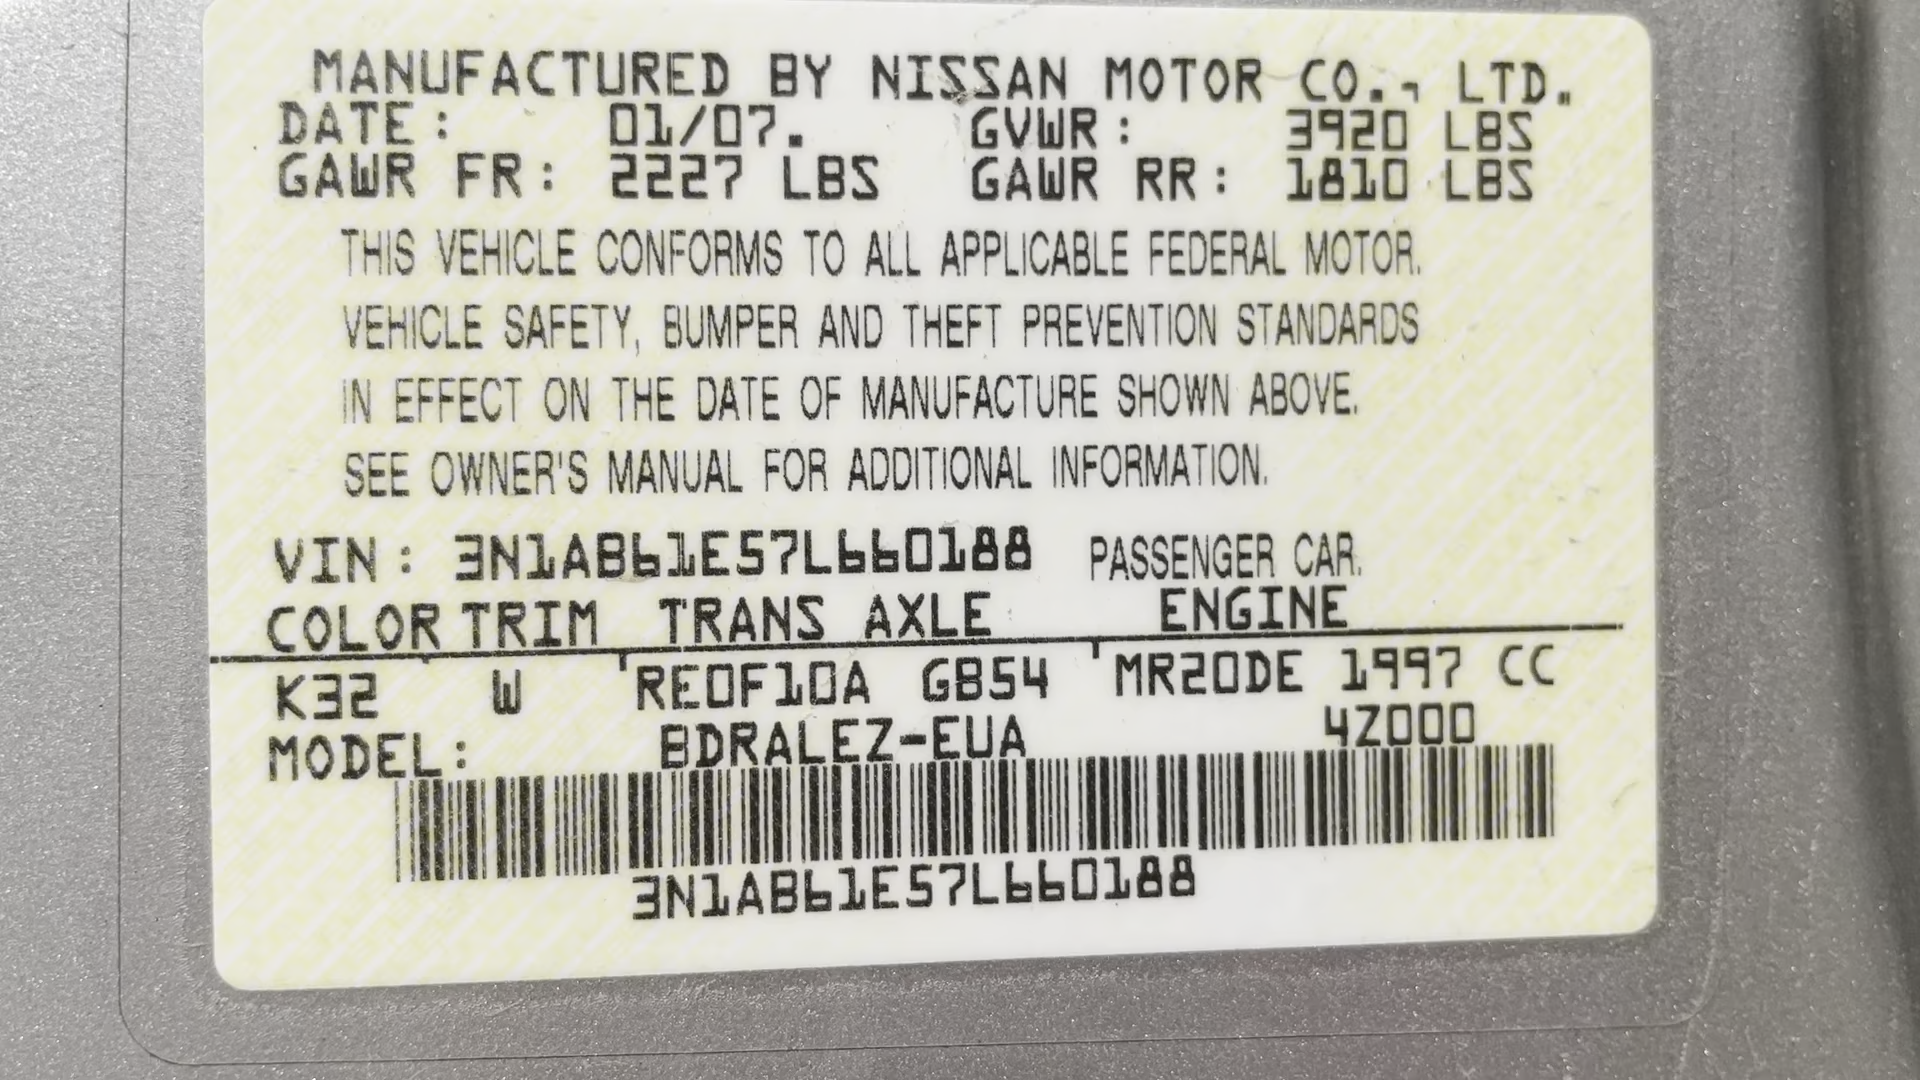 MANUFACTURED BY NISSAN MOTOR CO., LTD.
DATE: 01/07. GVWR: 3920 LBS
GAWR FR: 2227 LBS GAWR RR: 1810 LBS
THIS VEHICLE CONFORMS TO ALL APPLICABLE FEDERAL MOTOR.
VEHICLE SAFETY, BUMPER AND THEFT PREVENTION STANDARDS
IN EFFECT ON THE DATE OF MANUFACTURE SHOWN ABOVE.
SEE OWNER'S MANUAL FOR ADDITIONAL INFORMATION.
VIN: 3N1AB61E57L660188 PASSENGER CAR.
COLOR TRIM TRANS AXLE ENGINE
K32 W RE0F10A GB54 MR20DE 1997 CC
MODEL: BDRALEZ-EUA 4Z000
3N1AB61E57L660188